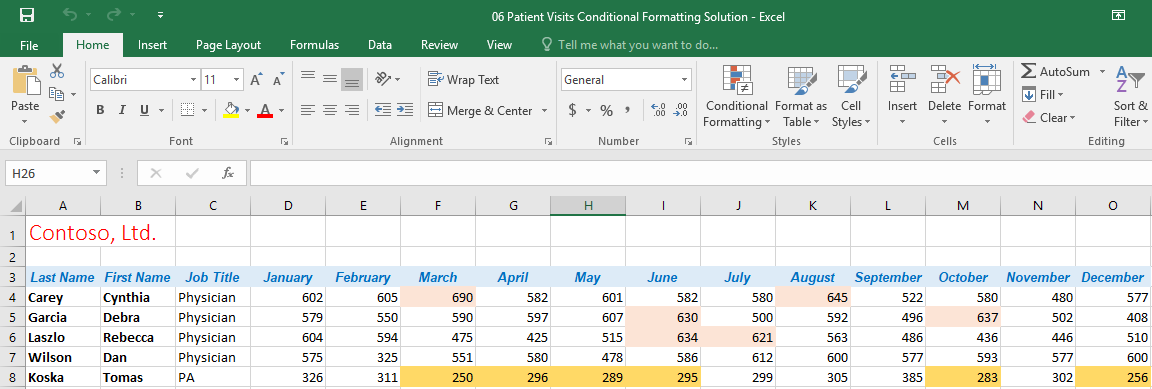 06 Patient Visits Conditional Formatting Solution - Excel
File Home Insert Page Layout Formulas Data Review View Tell me what you want to do...
Calibri 11 Wrap Text General AutoSum
Paste Conditional Formatting Format as Table Cell Styles Insert Delete Format Fill Sort & Filter
B I U A Merge & Center $ % , Clear
Clipboard Font Alignment Number Styles Cells Editing
H26 fx
A B C D E F G H I J K L M N O
1 Contoso, Ltd.
2
3 Last Name First Name Job Title January February March April May June July August September October November December
4 Carey Cynthia Physician 602 605 690 582 601 582 580 645 522 580 480 577
5 Garcia Debra Physician 579 550 590 597 607 630 500 592 496 637 502 408
6 Laszlo Rebecca Physician 604 594 475 425 515 634 621 563 486 436 446 510
7 Wilson Dan Physician 575 325 551 580 478 586 612 600 577 593 577 600
8 Koska Tomas PA 326 311 250 296 289 295 299 305 385 283 302 256